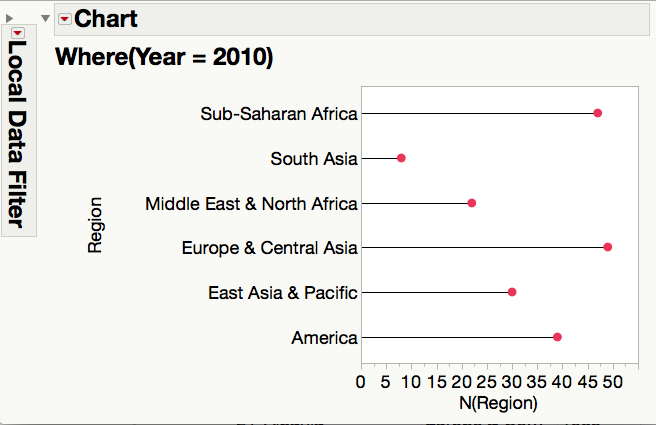 Chart
Local Data Filter
Where(Year = 2010)
Region
Sub-Saharan Africa
South Asia
Middle East & North Africa
Europe & Central Asia
East Asia & Pacific
America
0 5 10 15 20 25 30 35 40 45 50
N(Region)